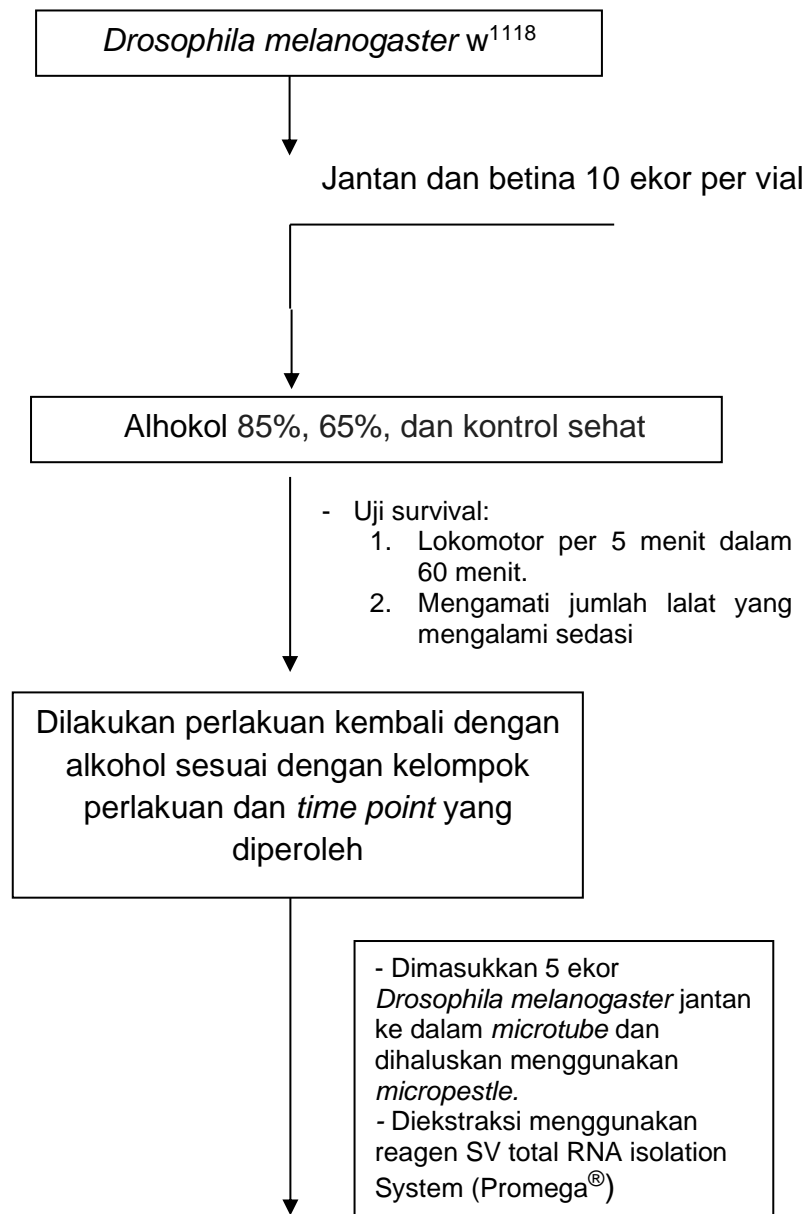 Drosophila melanogaster w1118
Jantan dan betina 10 ekor per vial
Alhokol 85%, 65%, dan kontrol sehat
- Uji survival:
1. Lokomotor per 5 menit dalam
60 menit.
2. Mengamati jumlah lalat yang
mengalami sedasi
Dilakukan perlakuan kembali dengan
alkohol sesuai dengan kelompok
perlakuan dan time point yang
diperoleh
- Dimasukkan 5 ekor
Drosophila melanogaster jantan
ke dalam microtube dan
dihaluskan menggunakan
micropestle.
- Diekstraksi menggunakan
reagen SV total RNA isolation
System (Promega®)